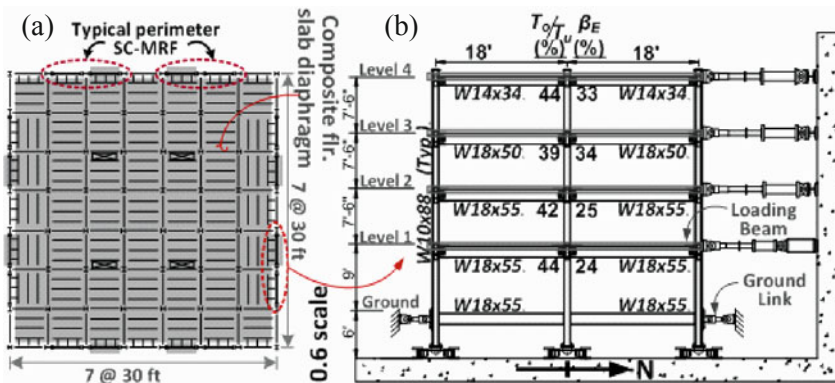 (a)
Typical perimeter
SC-MRF
Composite flr.
slab diaphragm
7 @ 30 ft
7 @ 30 ft
0.6 scale
(b)
To/Tu βE
(%) (%)
18' 18'
Level 4
W14x34. 44 33 W14x34.
7'-6"
Level 3
W18x50. 39 34 W18x50.
7'-6"
Level 2
W18x55. 42 25 W18x55.
7'-6"
W10x88 (Typ.)
Loading
Beam
Level 1
W18x55. 44 24 W18x55.
9'
Ground
Link
Ground
W18x55. W18x55.
6'
N